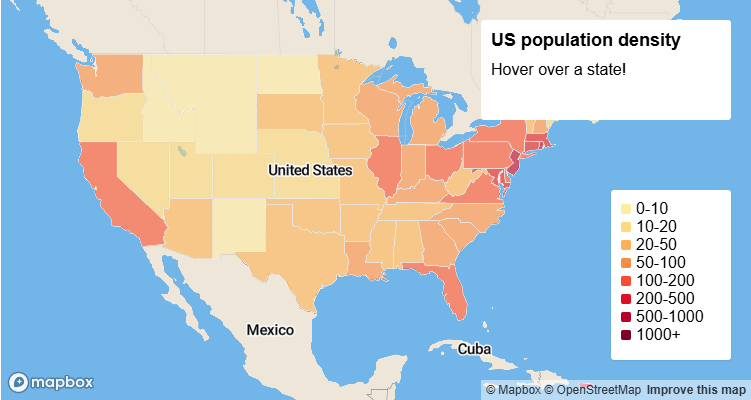 US population density
Hover over a state!
United States
Mexico
Cuba
0-10
10-20
20-50
50-100
100-200
200-500
500-1000
1000+
mapbox
© Mapbox © OpenStreetMap Improve this map